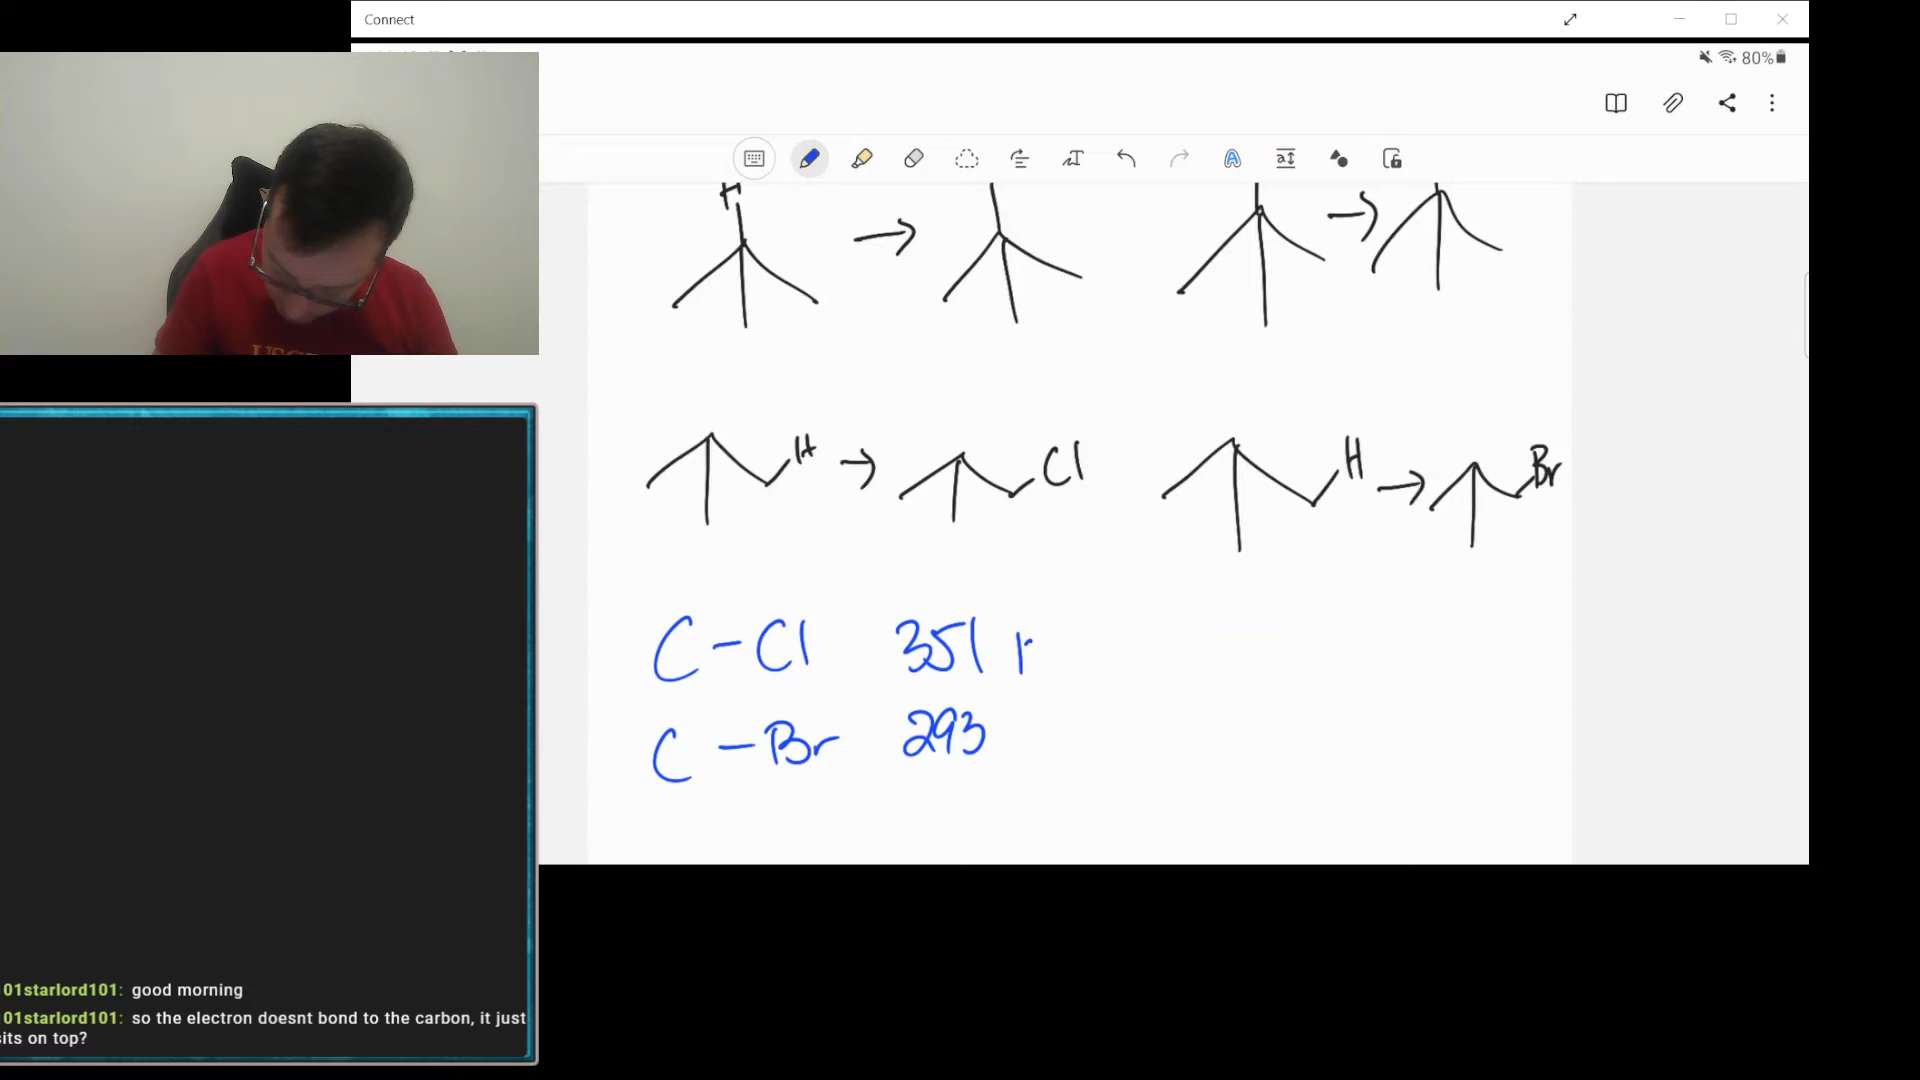 Connect
80%
H
H Cl H Br
C-Cl 351
C-Br 293
01starlord101: good morning
01starlord101: so the electron doesnt bond to the carbon, it just
sits on top?